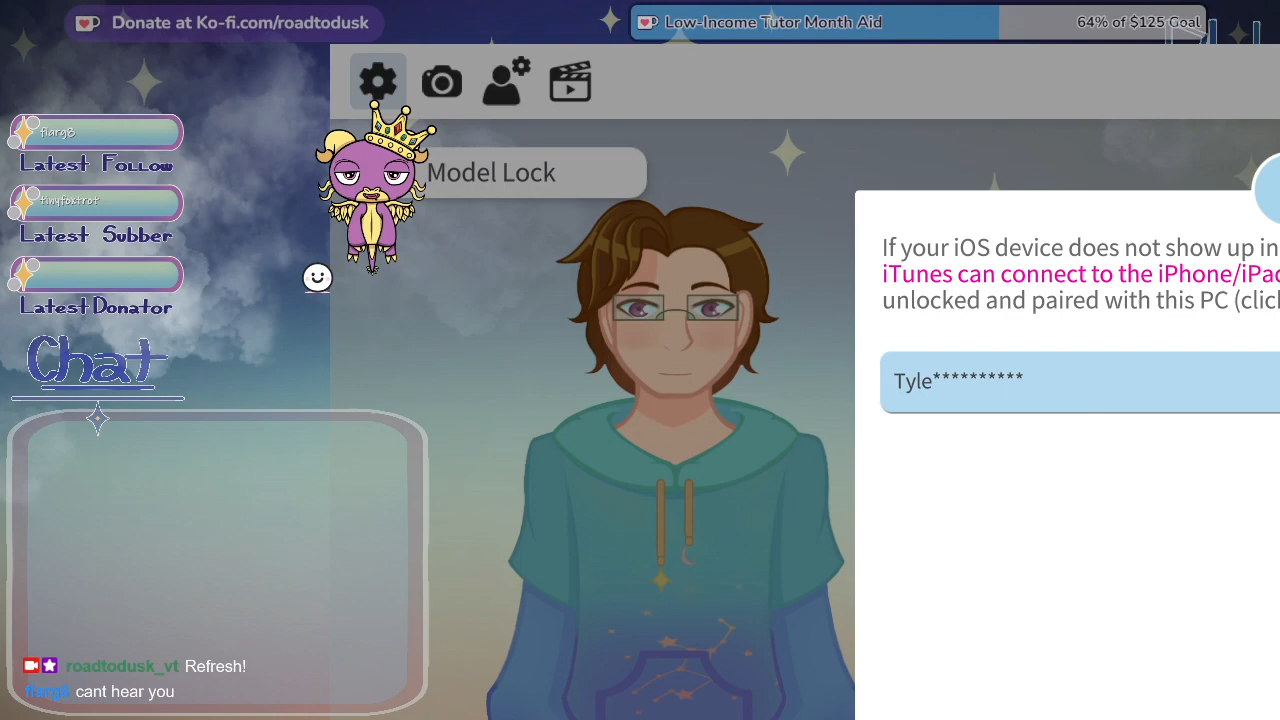 Donate at Ko-fi.com/roadtodusk
Low-Income Tutor Month Aid
64% of $125 Goal
flarg8
Latest Follow
tinyfoxtrot
Latest Subber
Latest Donator
Chat
Model Lock
If your iOS device does not show up in
iTunes can connect to the iPhone/iPad
unlocked and paired with this PC (click
Tyle**********
roadtodusk_vt Refresh!
flarg8 cant hear you